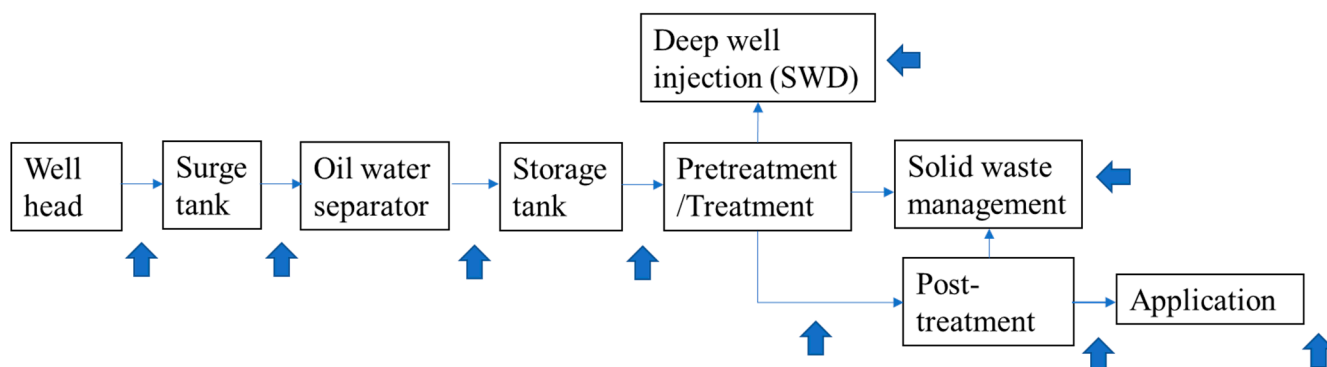 Deep well
injection (SWD)
Well
head
Surge
tank
Oil water
separator
Storage
tank
Pretreatment
/Treatment
Solid waste
management
Post-
treatment
Application